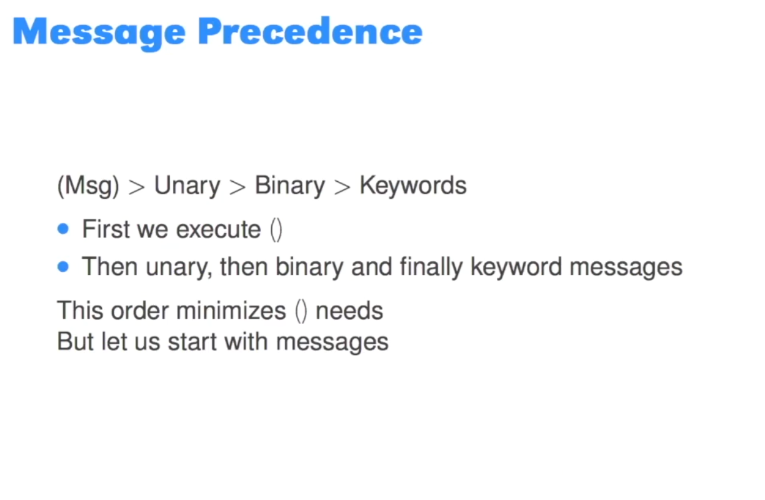 Message Precedence
(Msg) > Unary > Binary > Keywords
• First we execute ()
• Then unary, then binary and finally keyword messages
This order minimizes () needs
But let us start with messages